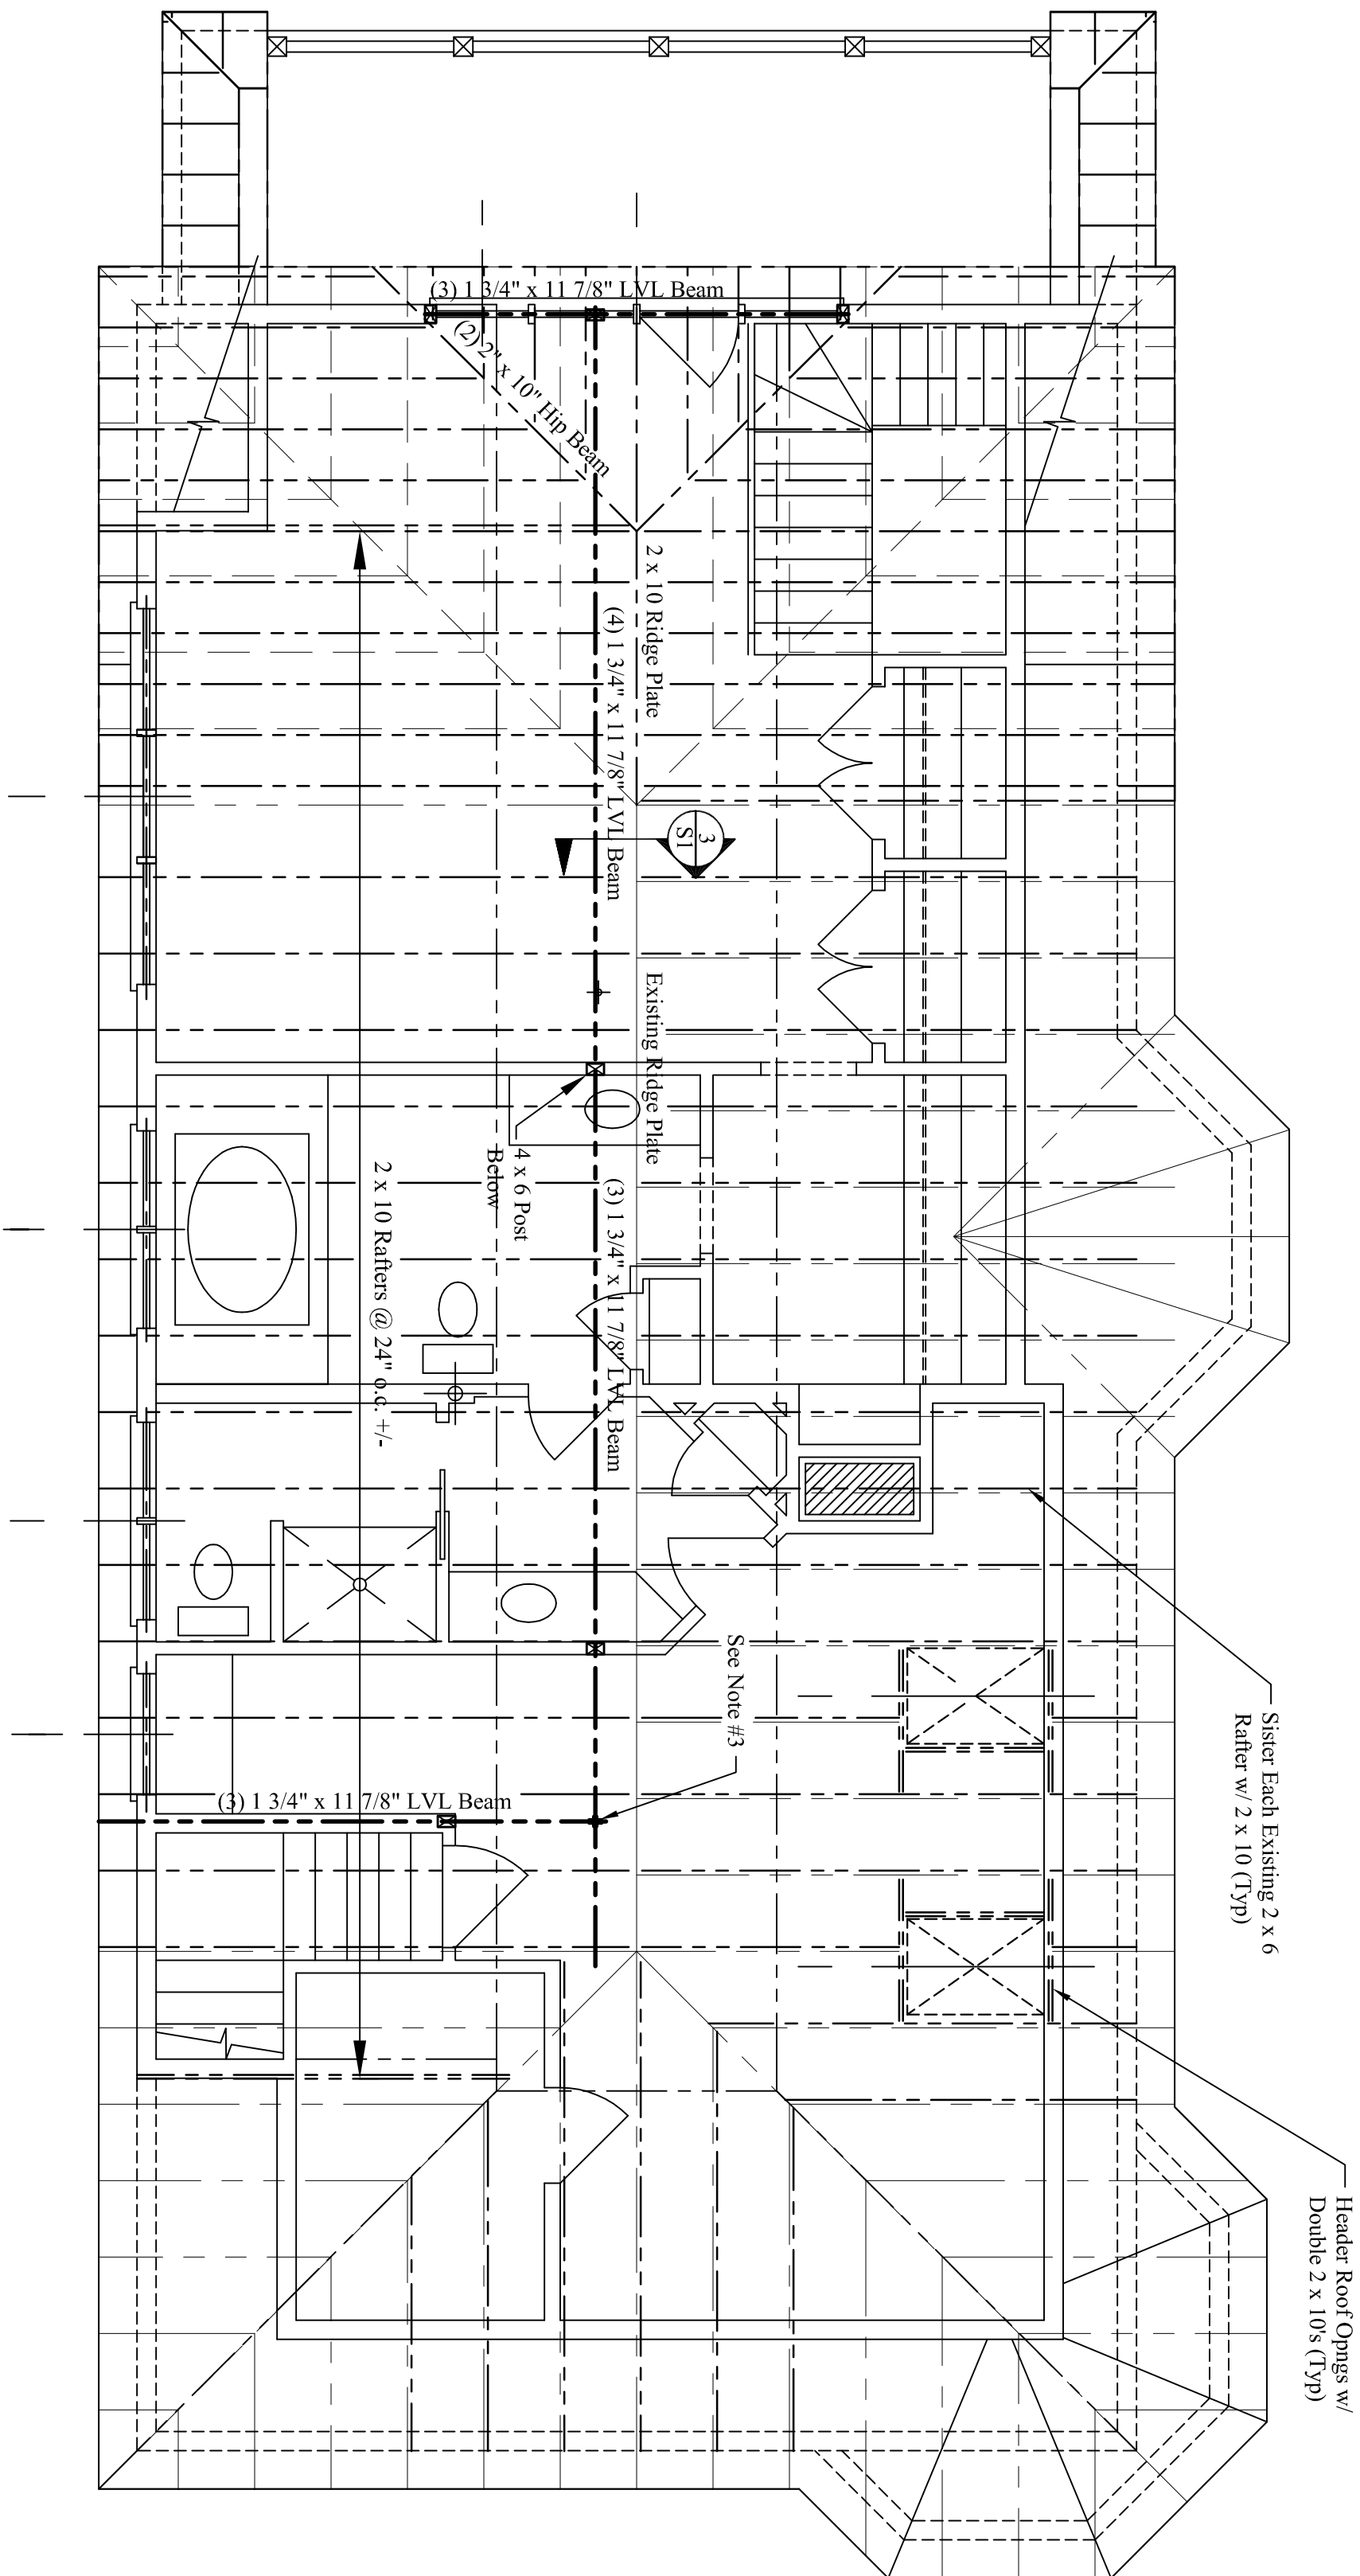 (3) 1 3/4" x 11 7/8" LVL Beam
(2) 2" x 10" Hip Beam
2 x 10 Ridge Plate
(4) 1 3/4" x 11 7/8" LVL Beam
3
S1
Existing Ridge Plate
4 x 6 Post
Below
(3) 1 3/4" x 11 7/8" LVL Beam
2 x 10 Rafters @ 24" o.c. +/-
See Note #3
Sister Each Existing 2 x 6
Rafter w/ 2 x 10 (Typ)
(3) 1 3/4" x 11 7/8" LVL Beam
Header Roof Opngs w/
Double 2 x 10's (Typ)